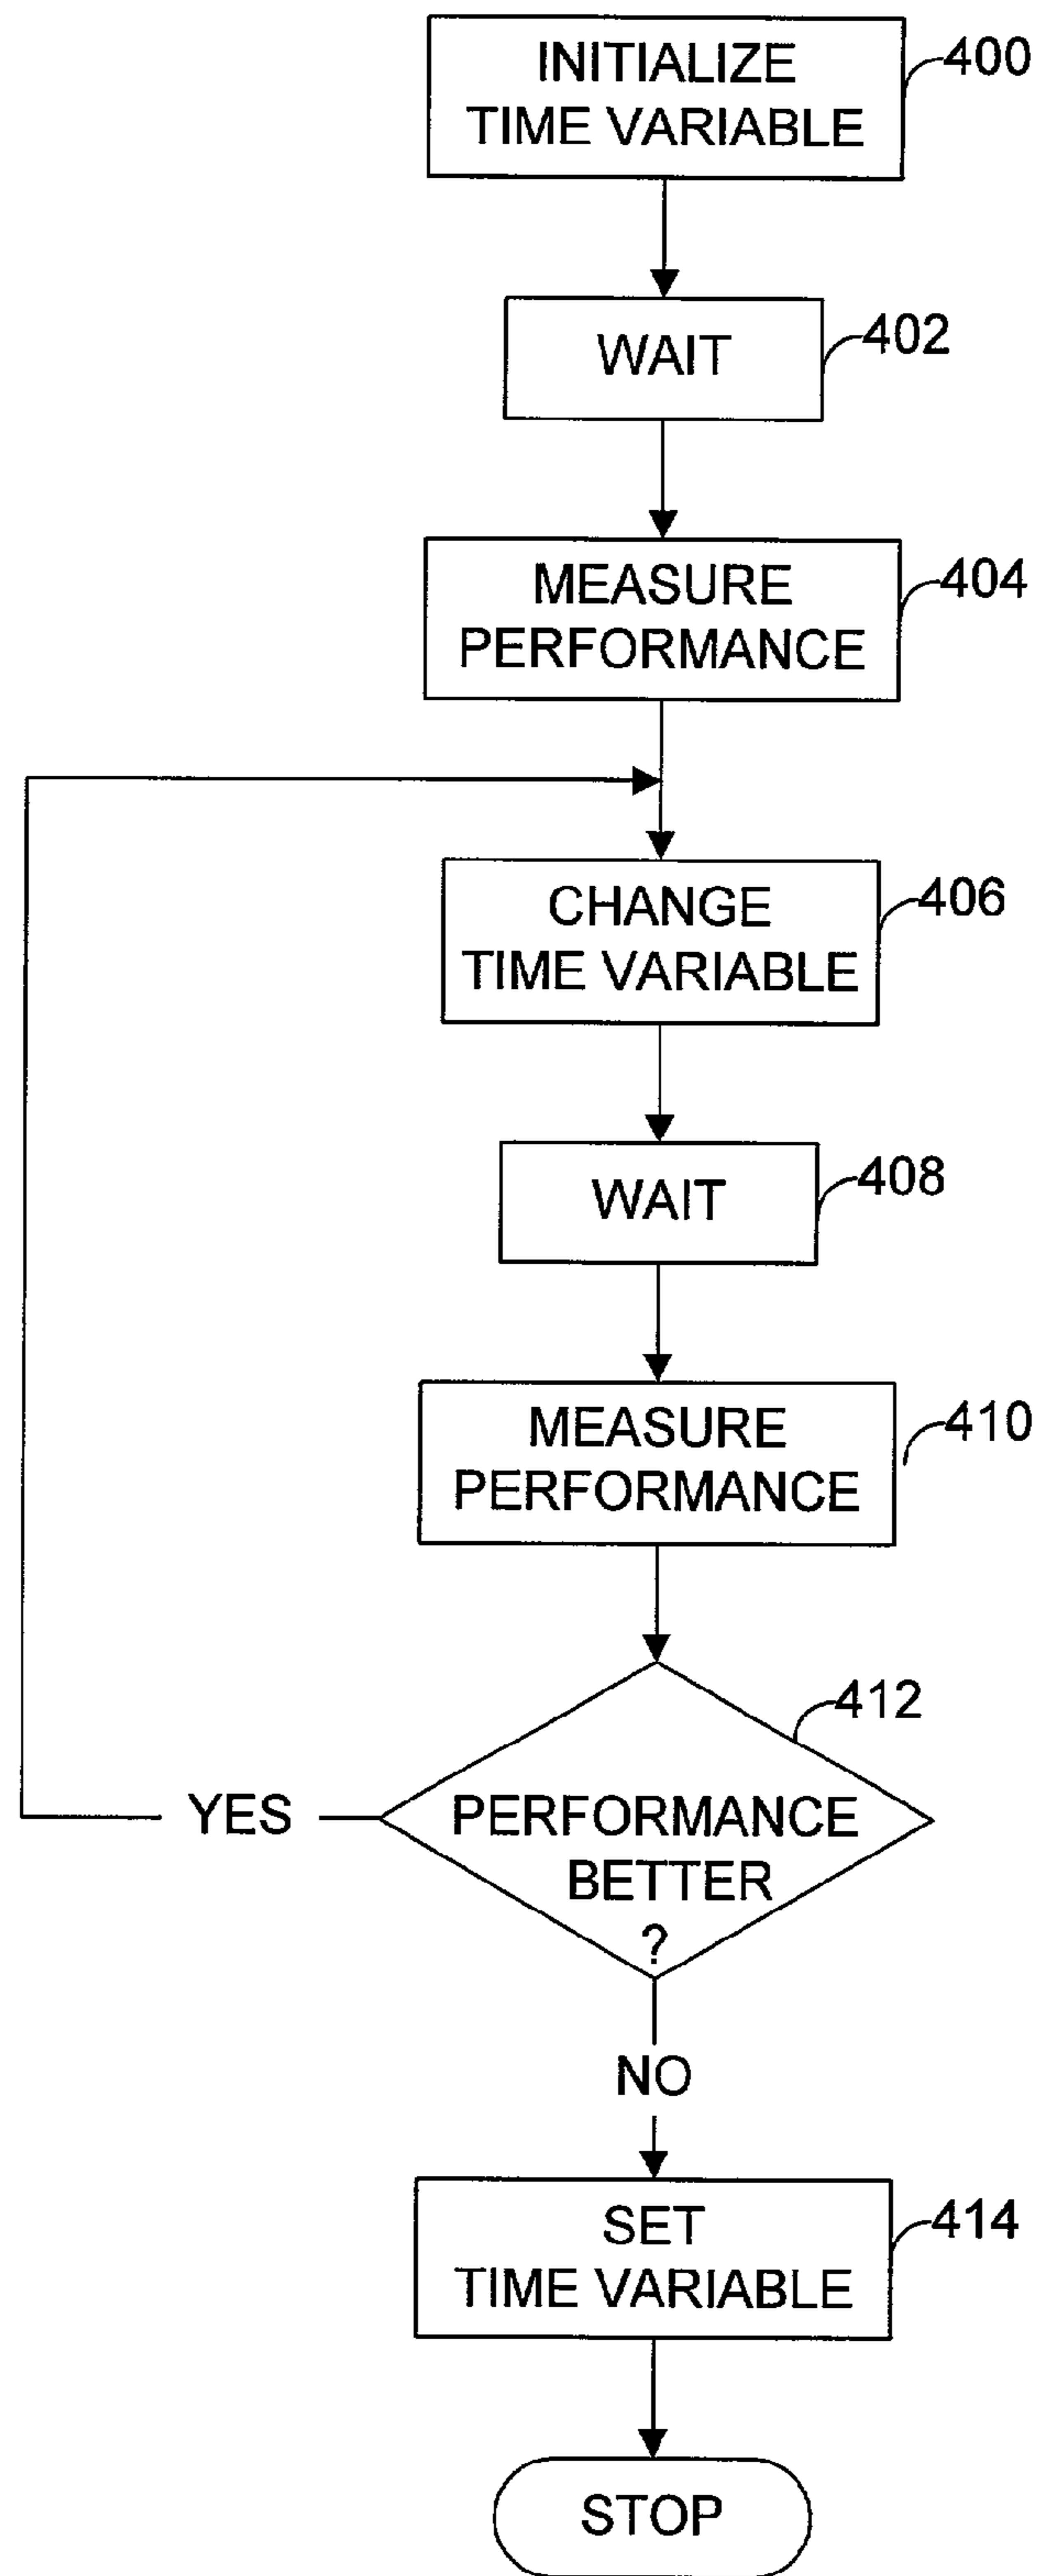 INITIALIZE
TIME VARIABLE
400
WAIT
402
MEASURE
PERFORMANCE
404
CHANGE
TIME VARIABLE
406
WAIT
408
MEASURE
PERFORMANCE
410
412
YES
PERFORMANCE
BETTER
?
NO
SET
TIME VARIABLE
414
STOP